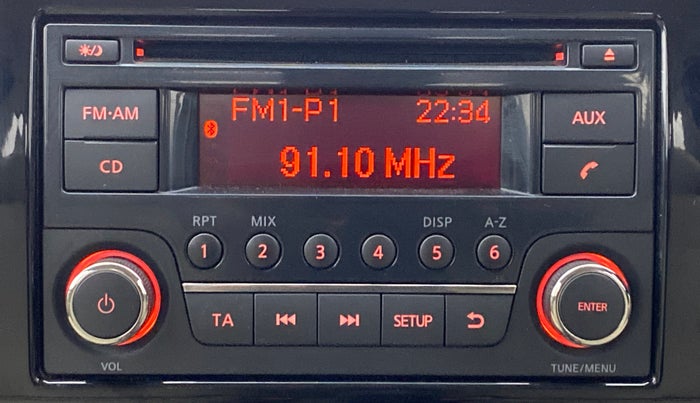 FM1-P1 22:34
91.10 MHz
FM·AM
AUX
CD
RPT MIX DISP A-Z
1 2 3 4 5 6
TA SETUP
ENTER
VOL
TUNE/MENU